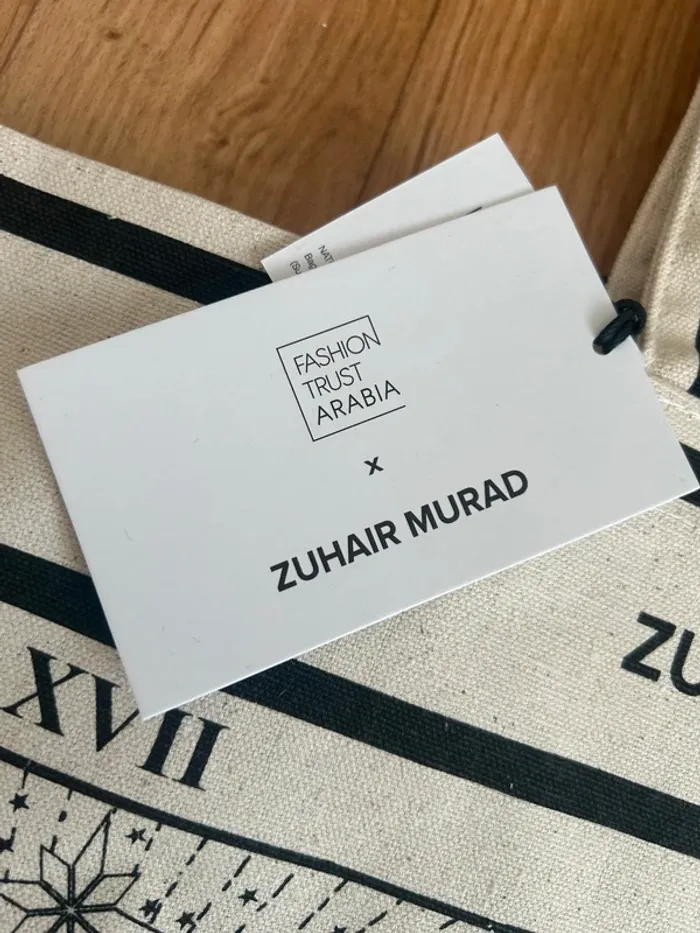 FASHION
TRUST
ARABIA
x
ZUHAIR MURAD
XVII